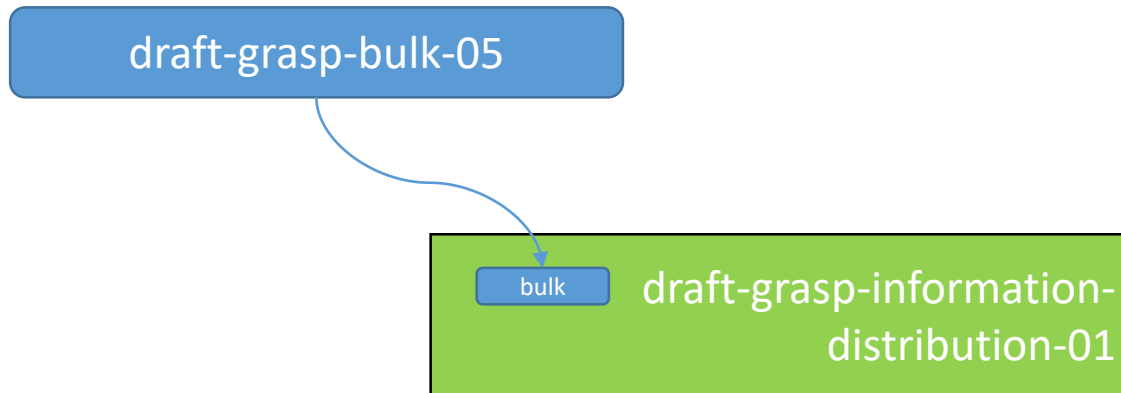 draft-grasp-bulk-05
bulk
draft-grasp-information-
distribution-01